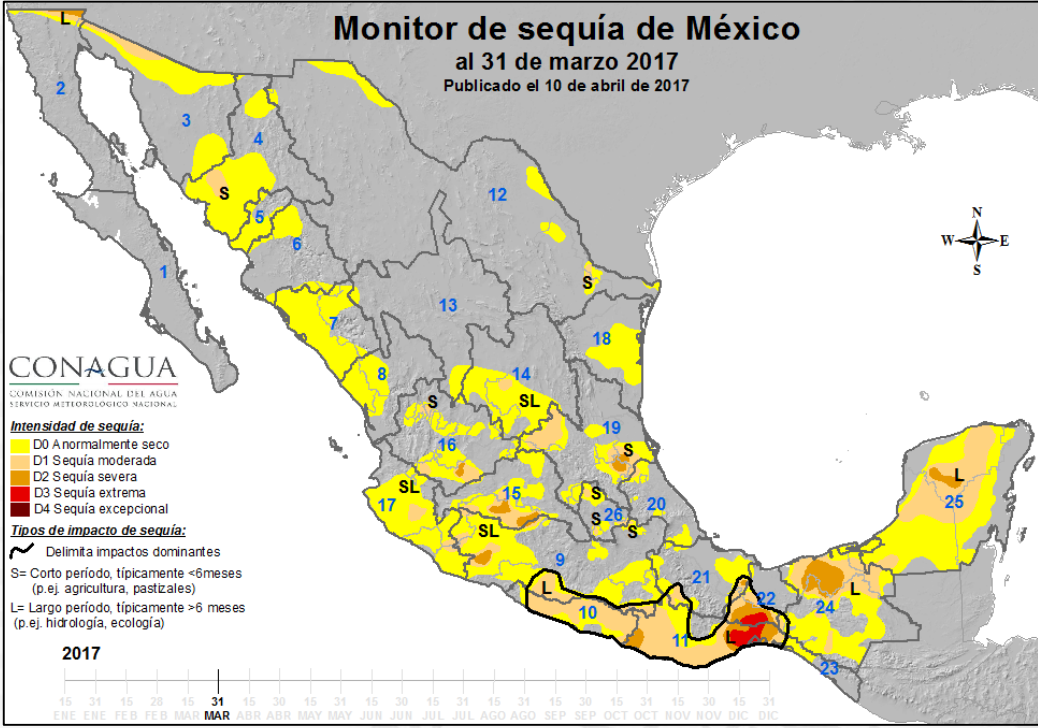 Monitor de sequía de México
al 31 de marzo 2017
Publicado el 10 de abril de 2017
L
2
3
4
S
5
6
1
12
N
W
E
S
S
13
7
18
8
14
S
SL
19
16
S
SL
17
15
S
20
S
26
S
SL
9
L
25
21
22
L
24
L
10
11
L
23
CONAGUA
COMISIÓN NACIONAL DEL AGUA
SERVICIO METEOROLÓGICO NACIONAL
Intensidad de sequía:
D0 Anormalmente seco
D1 Sequía moderada
D2 Sequía severa
D3 Sequía extrema
D4 Sequía excepcional
Tipos de impacto de sequía:
Delimita impactos dominantes
S= Corto período, típicamente <6meses
(p.ej. agricultura, pastizales)
L= Largo período, típicamente >6 meses
(p.ej. hidrología, ecología)
2017
15 31 15 28 15 31 15 30 15 31 15 30 15 31 15 31 15 30 15 31 15 30 15 31
ENE ENE FEB FEB MAR MAR ABR ABR MAY MAY JUN JUN JUL JUL AGO AGO SEP SEP OCT OCT NOV NOV DIC DIC